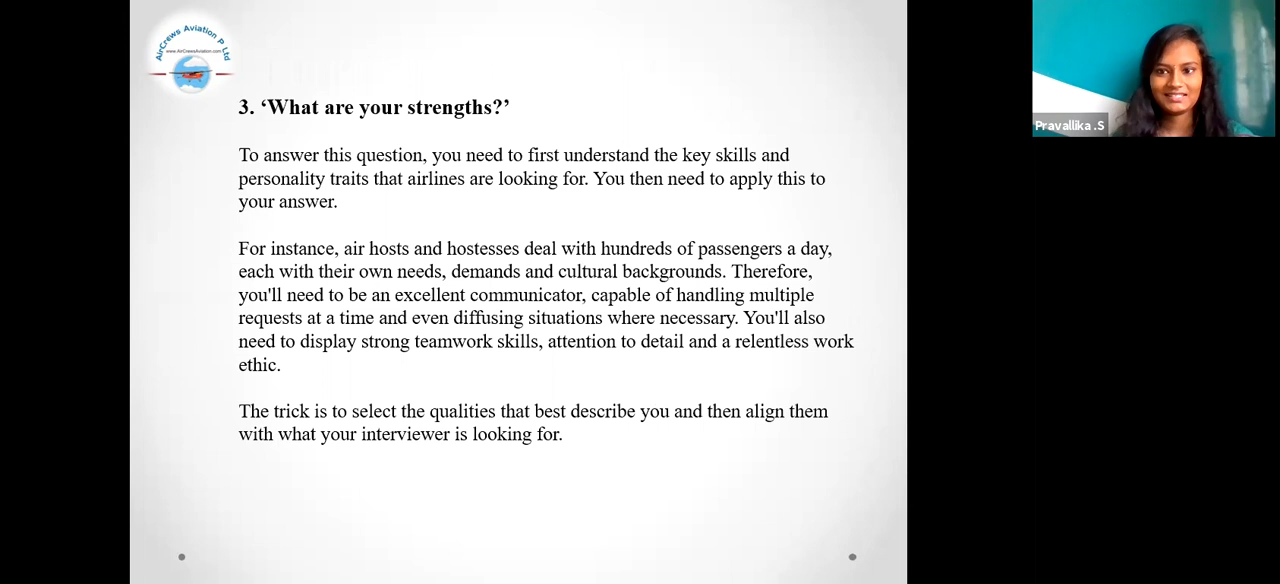 AirCrews Aviation P Ltd
www.AirCrewsAviation.com
3. ‘What are your strengths?’
To answer this question, you need to first understand the key skills and
personality traits that airlines are looking for. You then need to apply this to
your answer.
For instance, air hosts and hostesses deal with hundreds of passengers a day,
each with their own needs, demands and cultural backgrounds. Therefore,
you'll need to be an excellent communicator, capable of handling multiple
requests at a time and even diffusing situations where necessary. You'll also
need to display strong teamwork skills, attention to detail and a relentless work
ethic.
The trick is to select the qualities that best describe you and then align them
with what your interviewer is looking for.
Pravallika .S